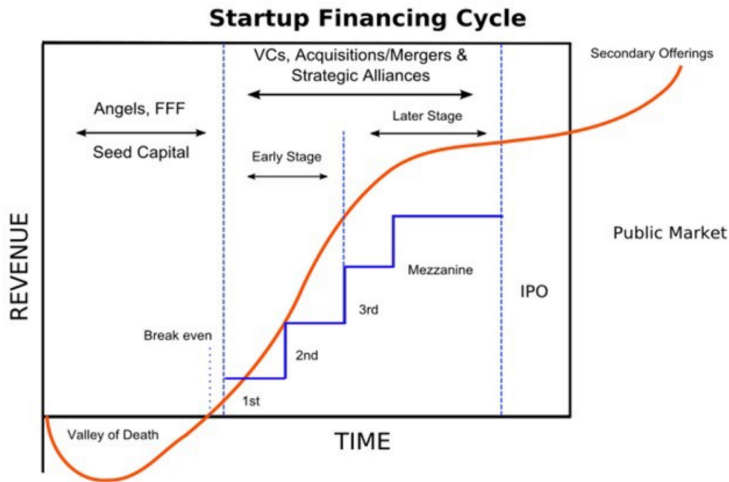 Startup Financing Cycle
VCs, Acquisitions/Mergers &
Strategic Alliances
Secondary Offerings
Angels, FFF
Seed Capital
Later Stage
Early Stage
REVENUE
Public Market
Mezzanine
IPO
3rd
Break even
2nd
1st
Valley of Death
TIME